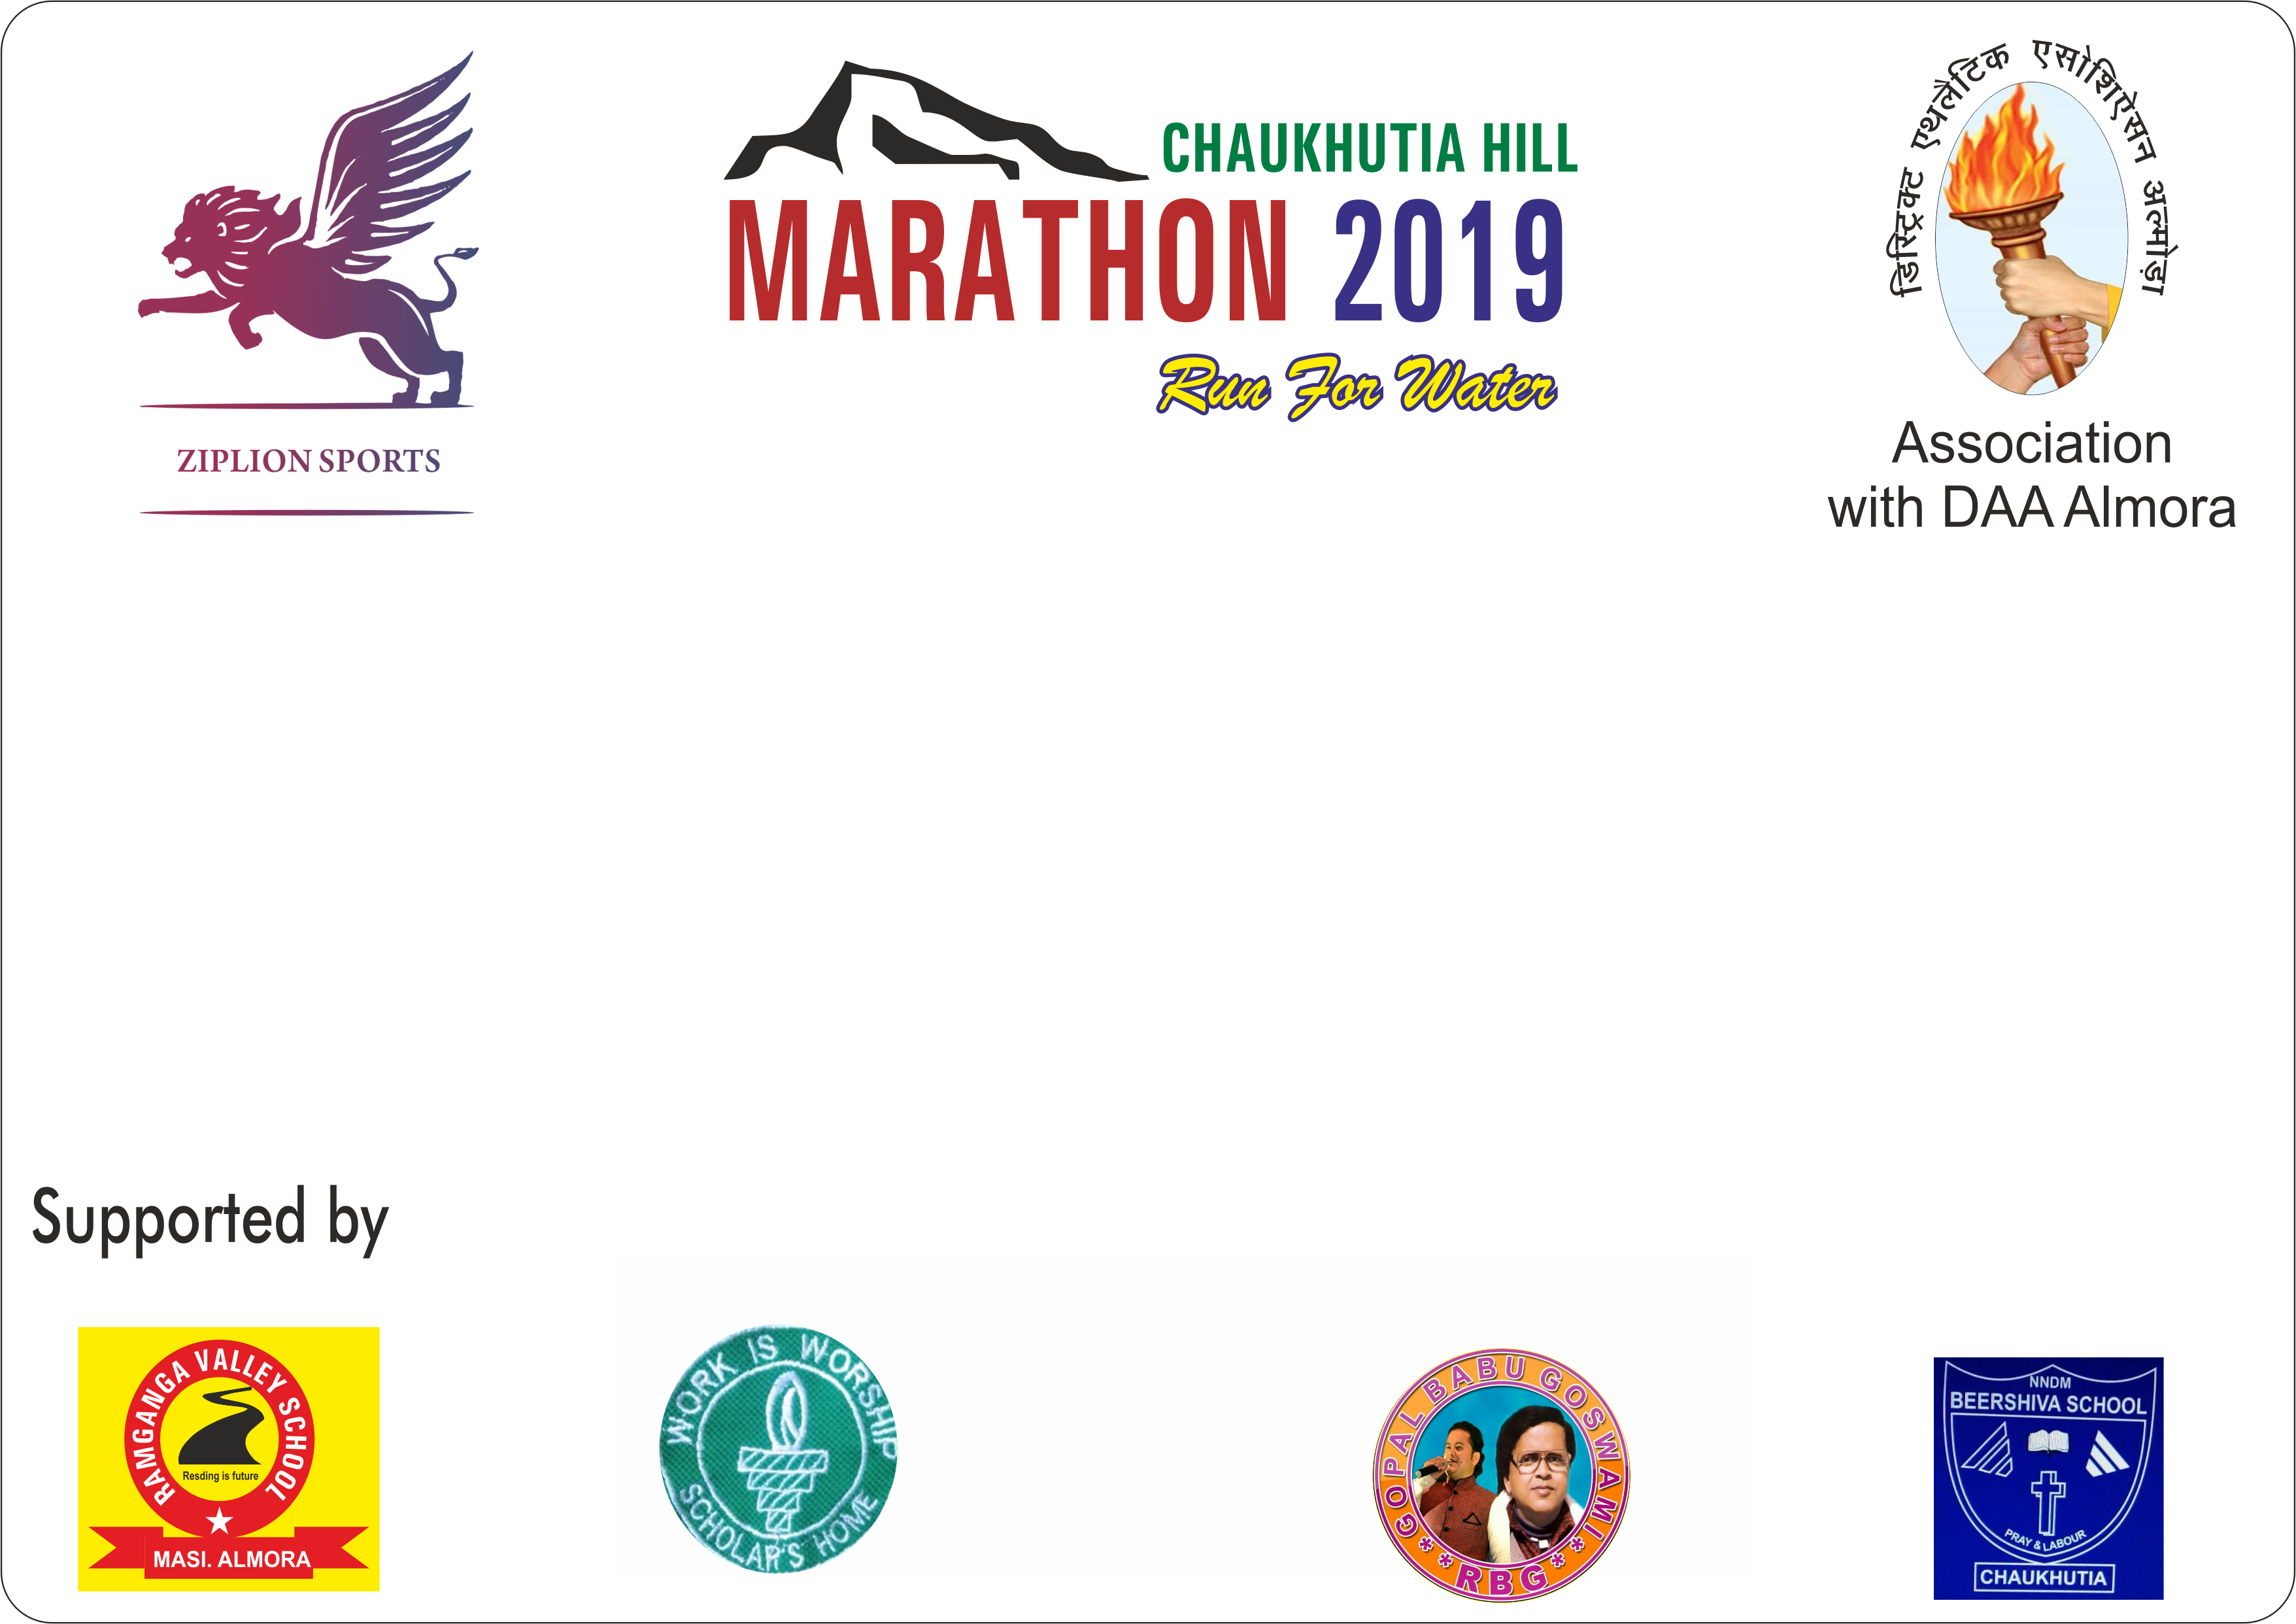 ZIPLION SPORTS
CHAUKHUTIA HILL
MARATHON 2019
Run For Water
डिस्ट्रिक्ट एथलैटिक एसोशिऐसन अल्मोड़ा
Association
with DAA Almora
Supported by
RAMGANGA VALLEY SCHOOL
Resding is future
MASI. ALMORA
WORK IS WORSHIP
SCHOLAR'S HOME
GOPAL BABU GOSWAMI
** RBG **
NNDM
BEERSHIVA SCHOOL
PRAY & LABOUR
CHAUKHUTIA